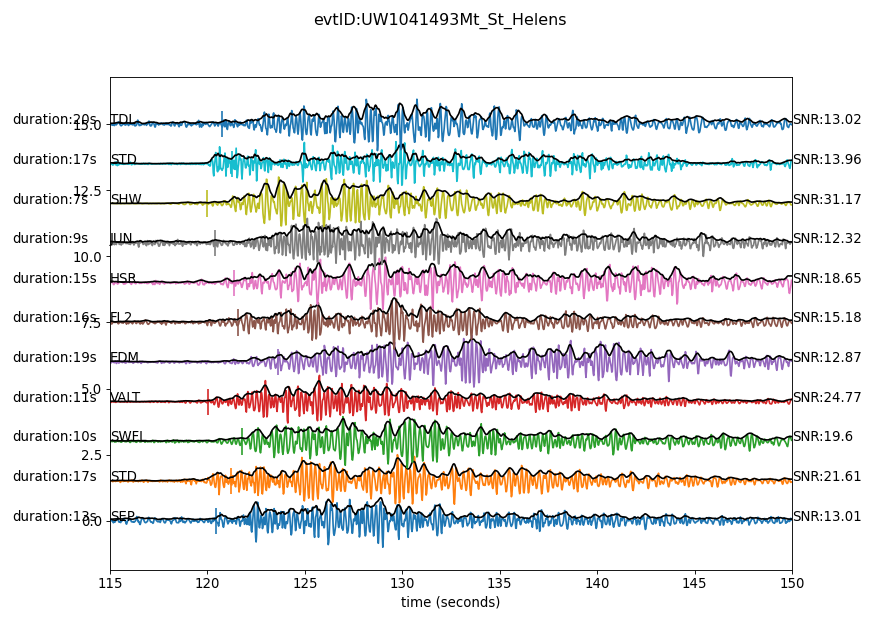 evtID:UW1041493Mt_St_Helens
duration:20s TDL SNR:13.02
15.0
duration:17s STD SNR:13.96
12.5
duration:7s SHW SNR:31.17
duration:9s JUN SNR:12.32
10.0
duration:15s HSR SNR:18.65
duration:16s FL2 SNR:15.18
7.5
duration:19s EDM SNR:12.87
5.0
duration:11s VALT SNR:24.77
duration:10s SWFL SNR:19.6
2.5
duration:17s STD SNR:21.61
duration:13s SEP SNR:13.01
0.0
115 120 125 130 135 140 145 150
time (seconds)